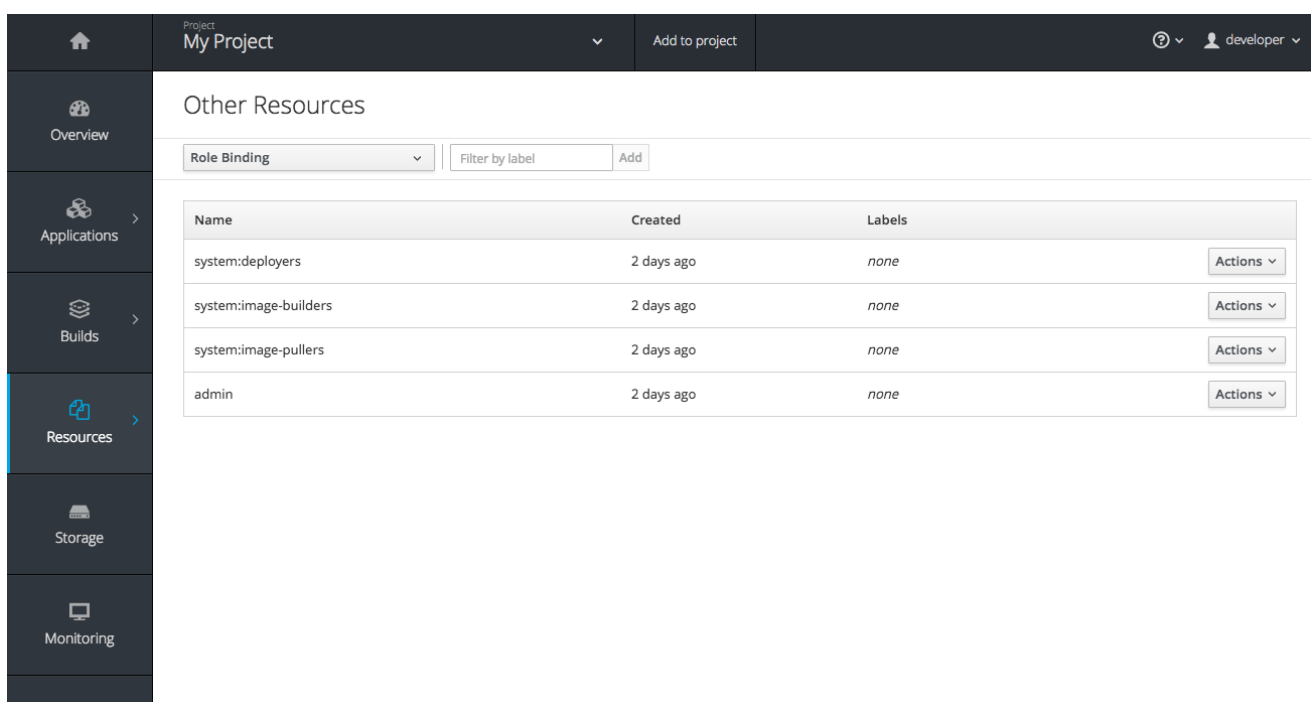 Project
My Project
Add to project
developer
Overview
Applications
Builds
Resources
Storage
Monitoring
Other Resources
Role Binding
Filter by label
Add
Name Created Labels
system:deployers 2 days ago none Actions
system:image-builders 2 days ago none Actions
system:image-pullers 2 days ago none Actions
admin 2 days ago none Actions